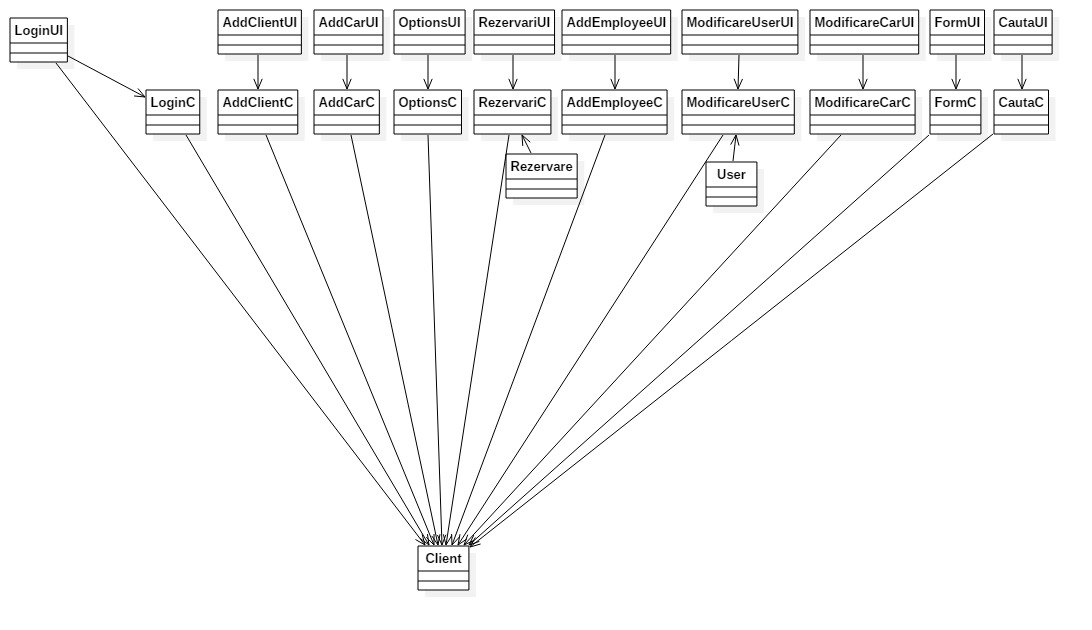 LoginUI
AddClientUI
AddCarUI
OptionsUI
RezervariUI
AddEmployeeUI
ModificareUserUI
ModificareCarUI
FormUI
CautaUI
LoginC
AddClientC
AddCarC
OptionsC
RezervariC
AddEmployeeC
ModificareUserC
ModificareCarC
FormC
CautaC
Rezervare
User
Client